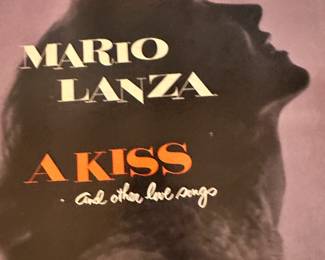 MARIO
LANZA
A KISS
and other love songs